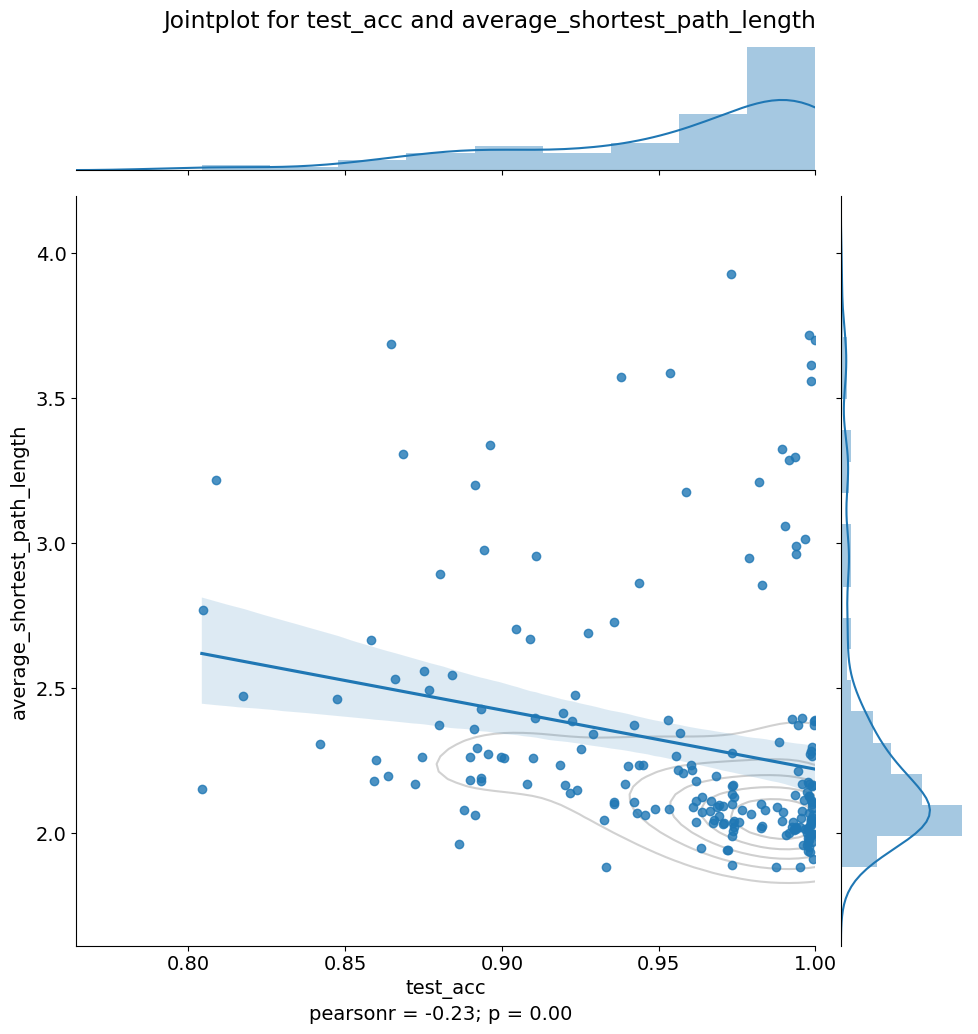 Jointplot for test_acc and average_shortest_path_length
4.0
3.5
3.0
2.5
2.0
average_shortest_path_length
0.80 0.85 0.90 0.95 1.00
test_acc
pearsonr = -0.23; p = 0.00